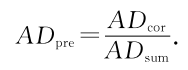 AD_pre = AD_cor / AD_sum.